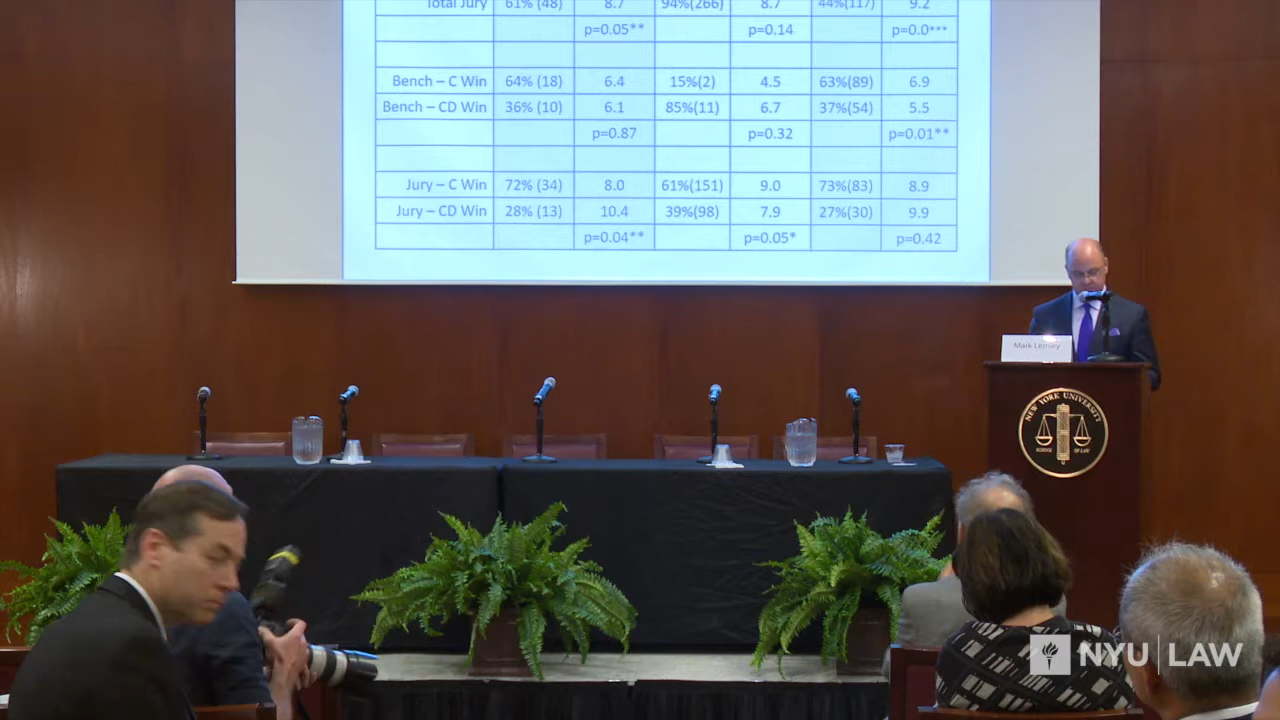 Total Jury 61% (48) 8.7 94%(266) 8.7 44%(117) 9.2
p=0.05** p=0.14 p=0.0***
Bench – C Win 64% (18) 6.4 15%(2) 4.5 63%(89) 6.9
Bench – CD Win 36% (10) 6.1 85%(11) 6.7 37%(54) 5.5
p=0.87 p=0.32 p=0.01**
Jury – C Win 72% (34) 8.0 61%(151) 9.0 73%(83) 8.9
Jury – CD Win 28% (13) 10.4 39%(98) 7.9 27%(30) 9.9
p=0.04** p=0.05* p=0.42
Mark Lemley
NEW YORK UNIVERSITY
SCHOOL OF LAW
NYU | LAW